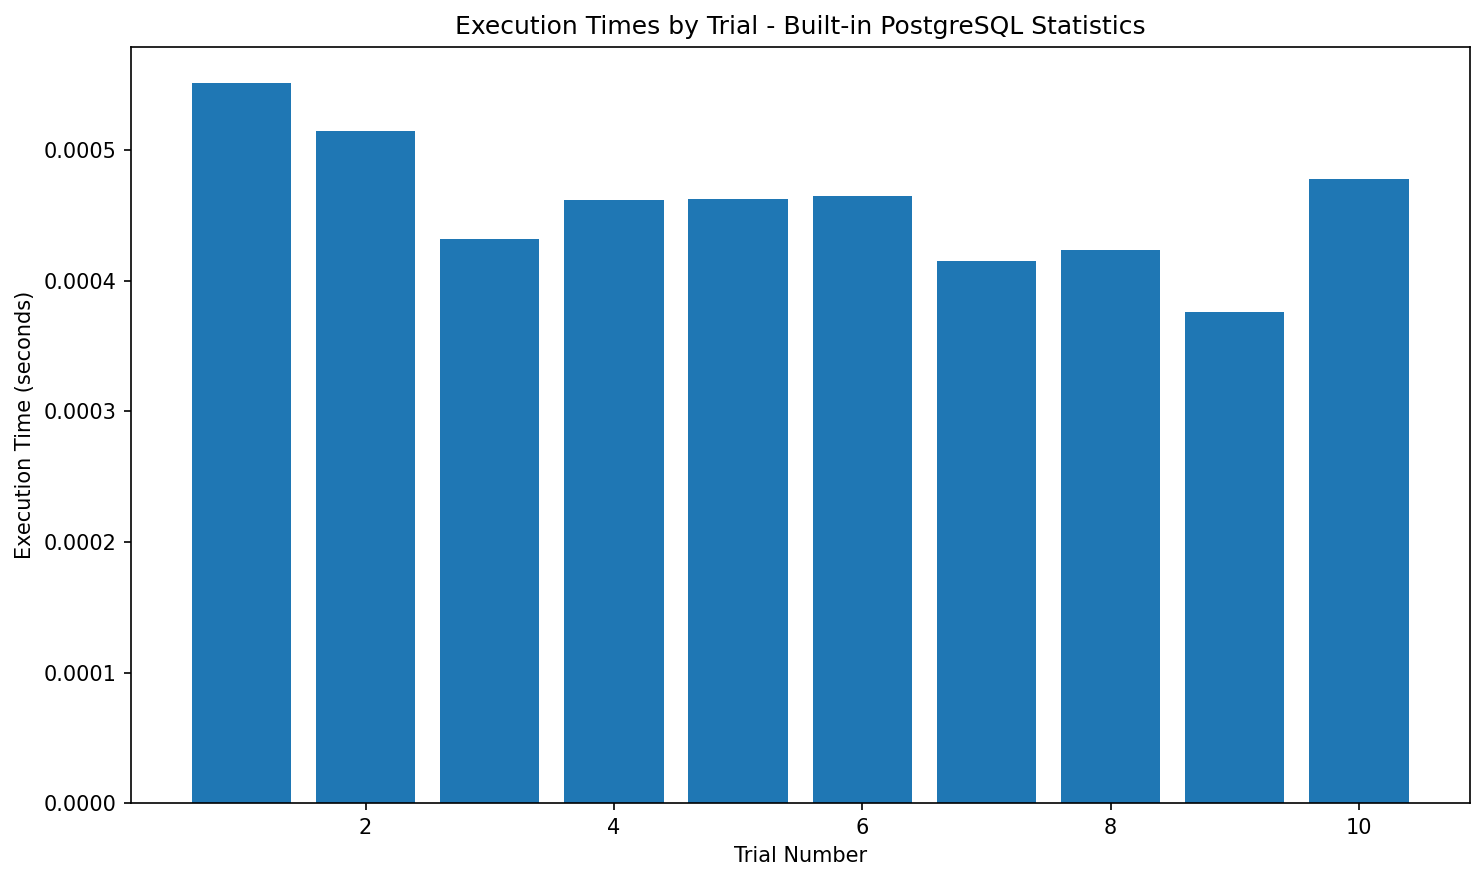 Execution Times by Trial - Built-in PostgreSQL Statistics
0.0005
0.0004
0.0003
0.0002
0.0001
0.0000
Execution Time (seconds)
2 4 6 8 10
Trial Number